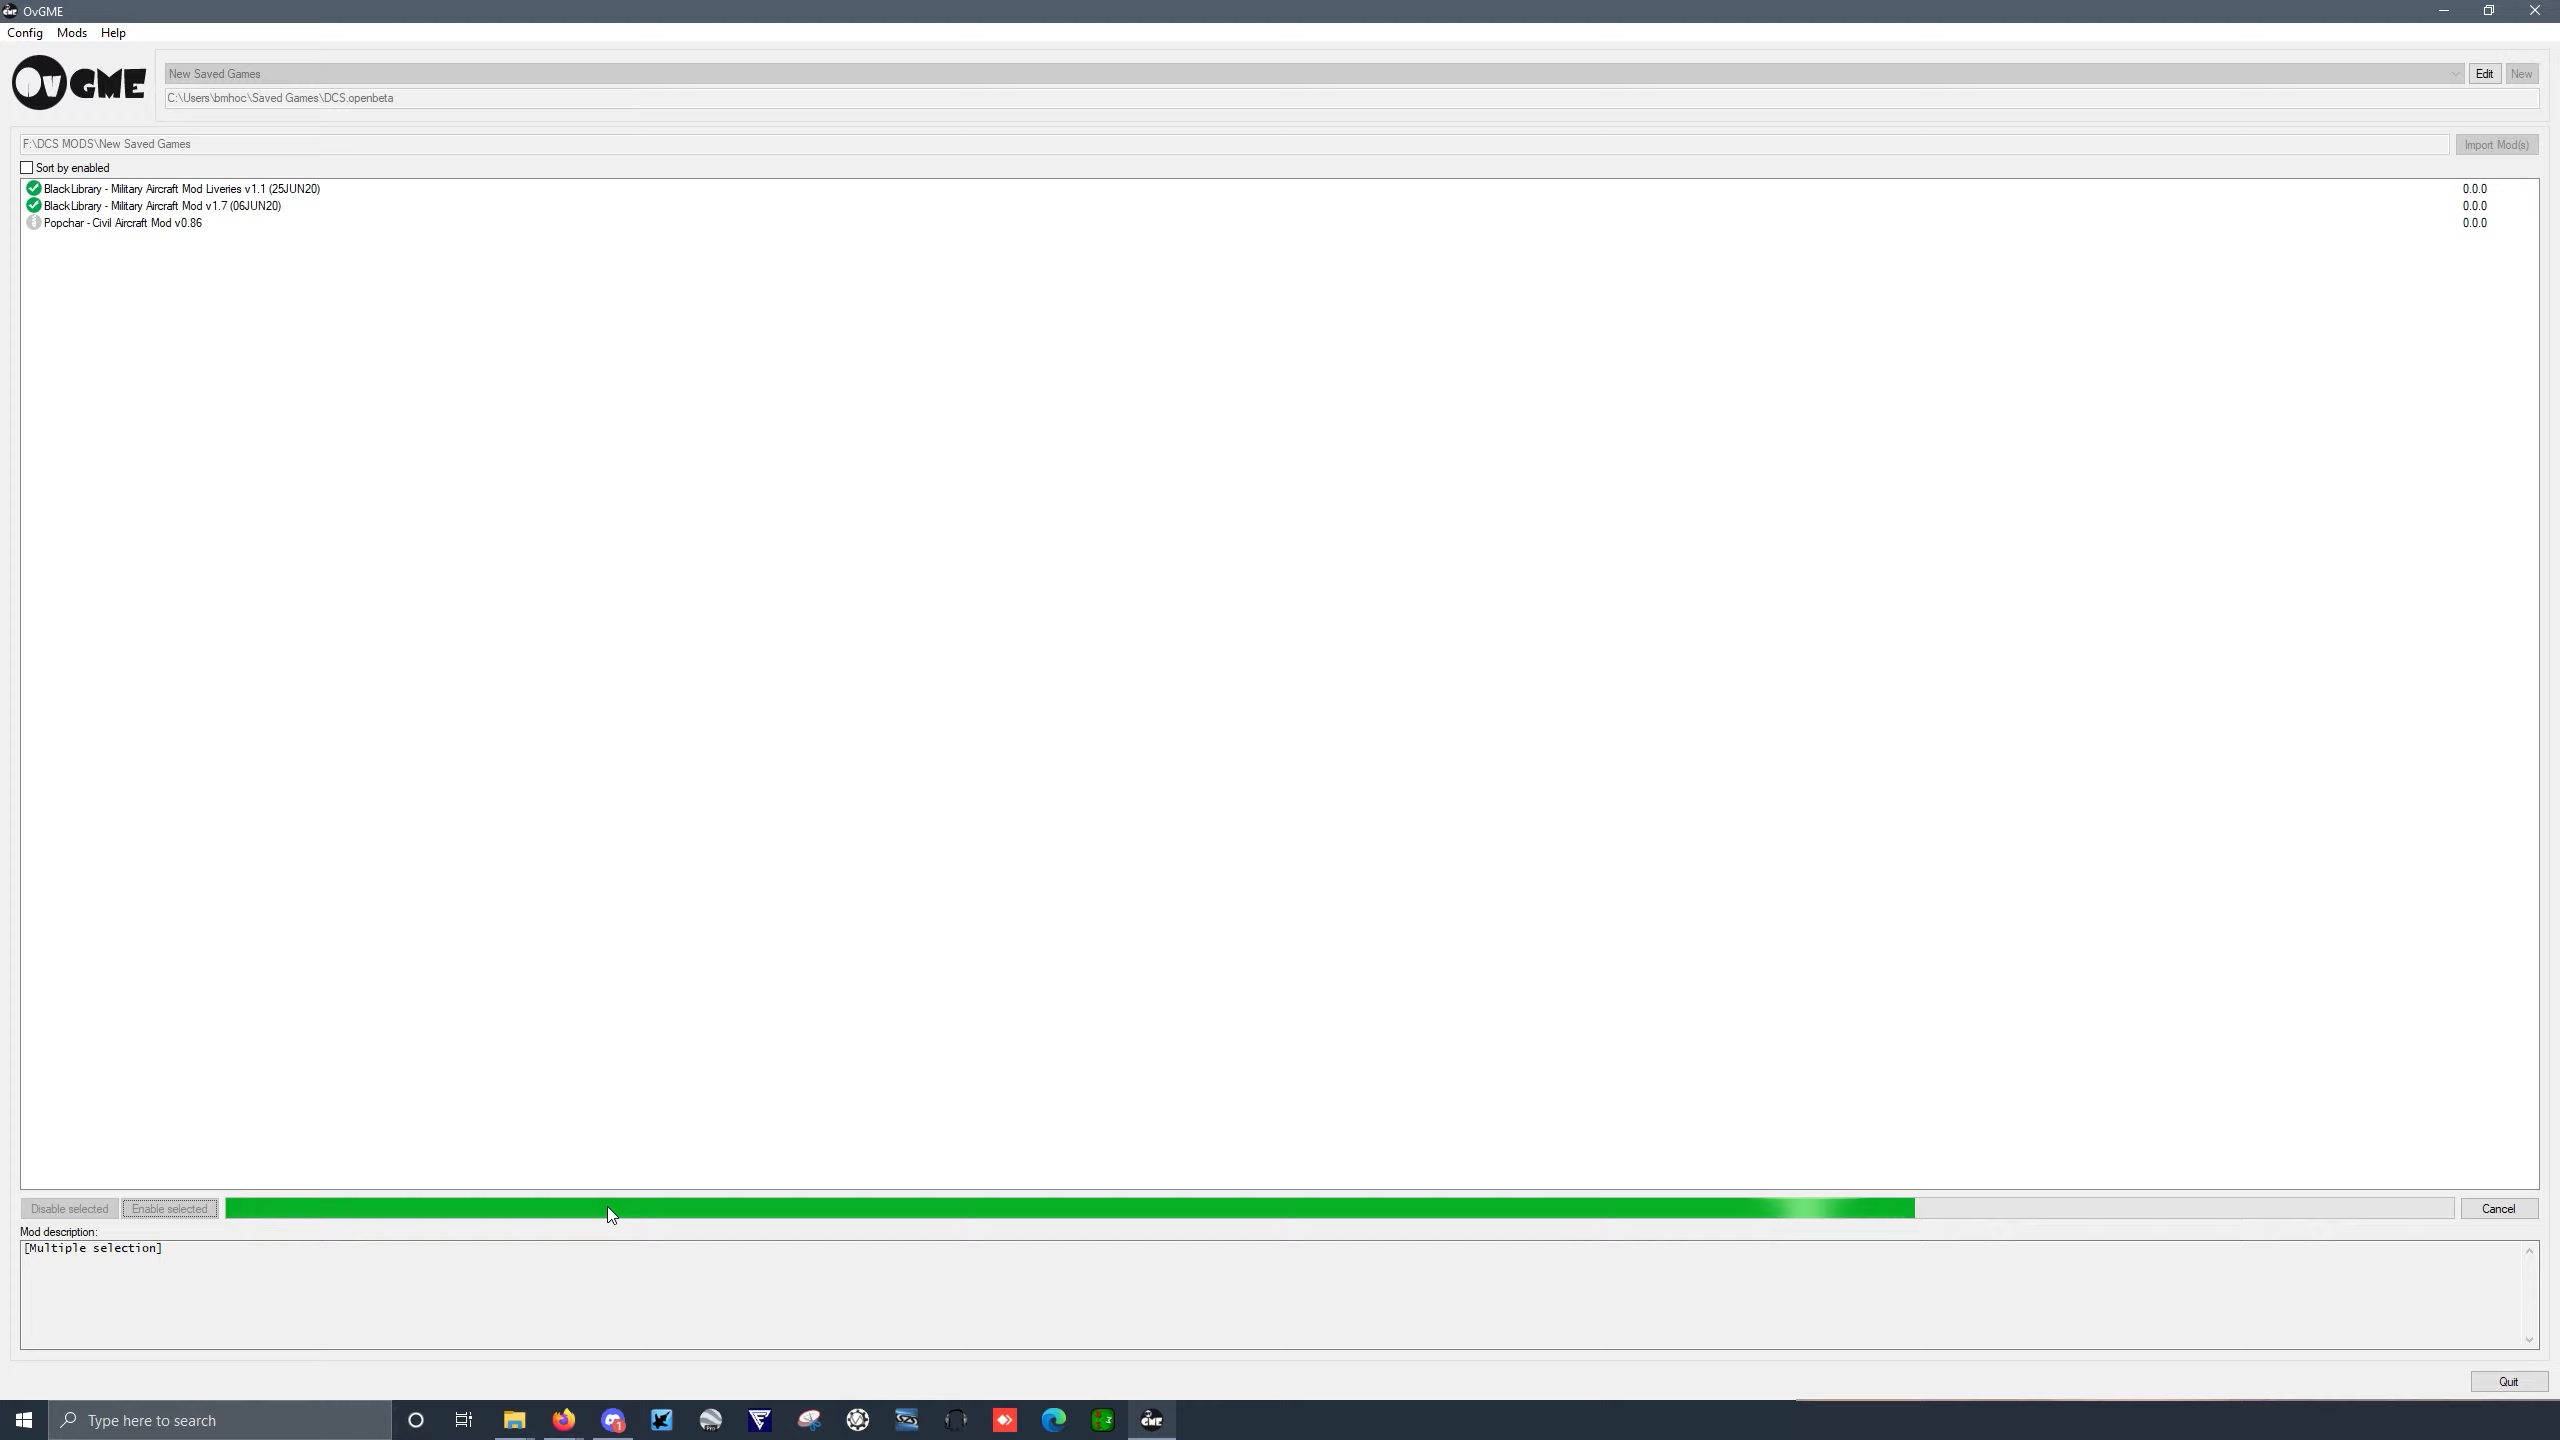 OvGME
Config Mods Help
OvGME
New Saved Games
Edit New
C:\Users\bmhoc\Saved Games\DCS.openbeta
F:\DCS MODS\New Saved Games
Import Mod(s)
Sort by enabled
BlackLibrary - Military Aircraft Mod Liveries v1.1 (25JUN20) 0.0.0
BlackLibrary - Military Aircraft Mod v1.7 (06JUN20) 0.0.0
Popchar - Civil Aircraft Mod v0.86 0.0.0
Disable selected Enable selected Cancel
Mod description:
[Multiple selection]
Quit
Type here to search